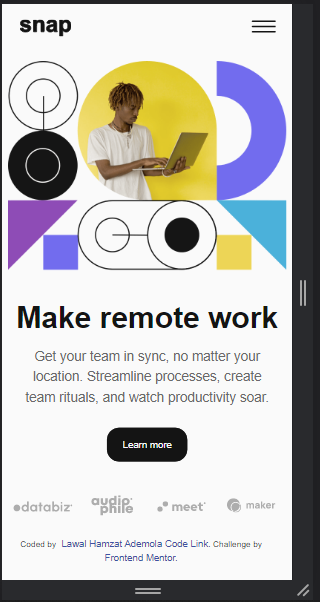 snap
Make remote work
Get your team in sync, no matter your
location. Streamline processes, create
team rituals, and watch productivity soar.
Learn more
databiz audiophile meet maker
Coded by Lawal Hamzat Ademola Code Link. Challenge by
Frontend Mentor.